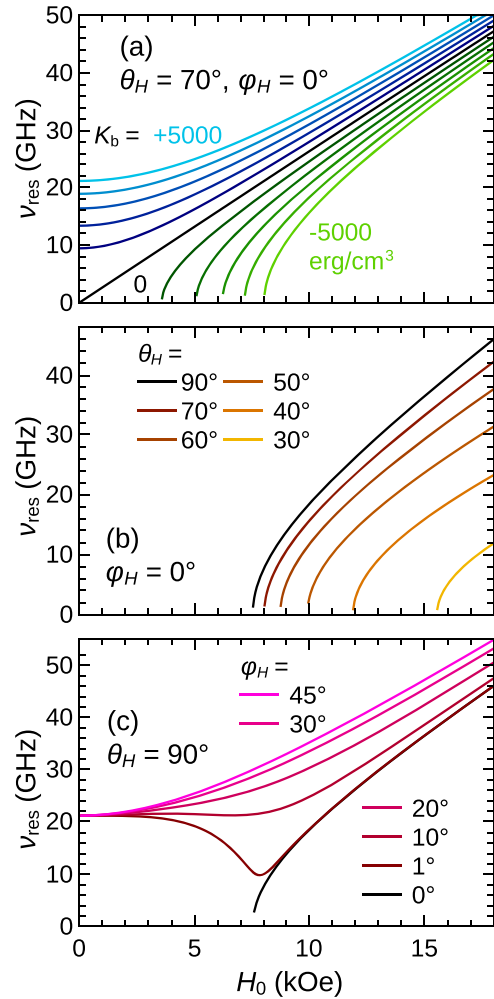 50
(a)
θH = 70°, φH = 0°
40
30
Kb = +5000
νres (GHz)
20
-5000
erg/cm³
10
0
0
θH =
40
90° 50°
70° 40°
30
60° 30°
νres (GHz)
20
(b)
10
φH = 0°
0
φH =
50
45°
(c)
30°
40
θH = 90°
30
νres (GHz)
20°
20
10°
1°
10
0°
0
0 5 10 15
H0 (kOe)